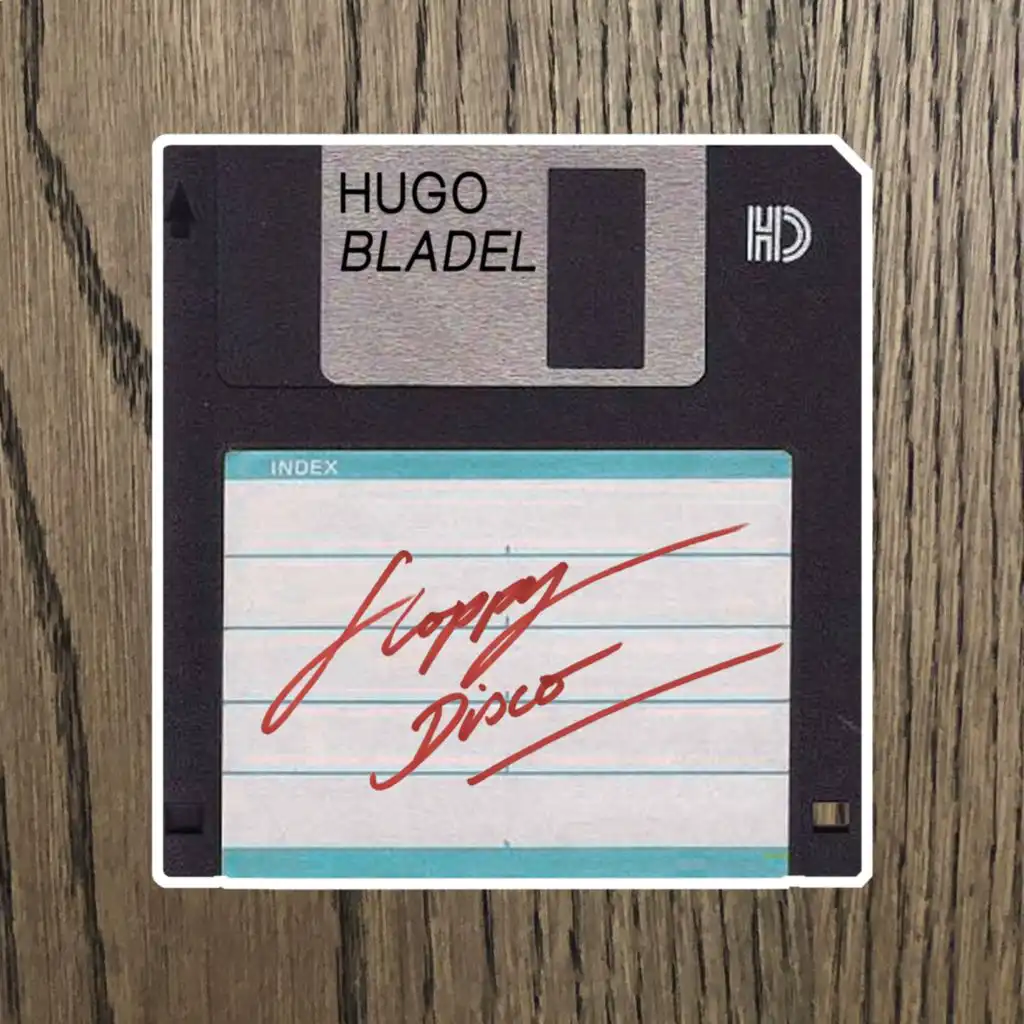 HUGO
BLADEL
HD
INDEX
Floppy
Disco